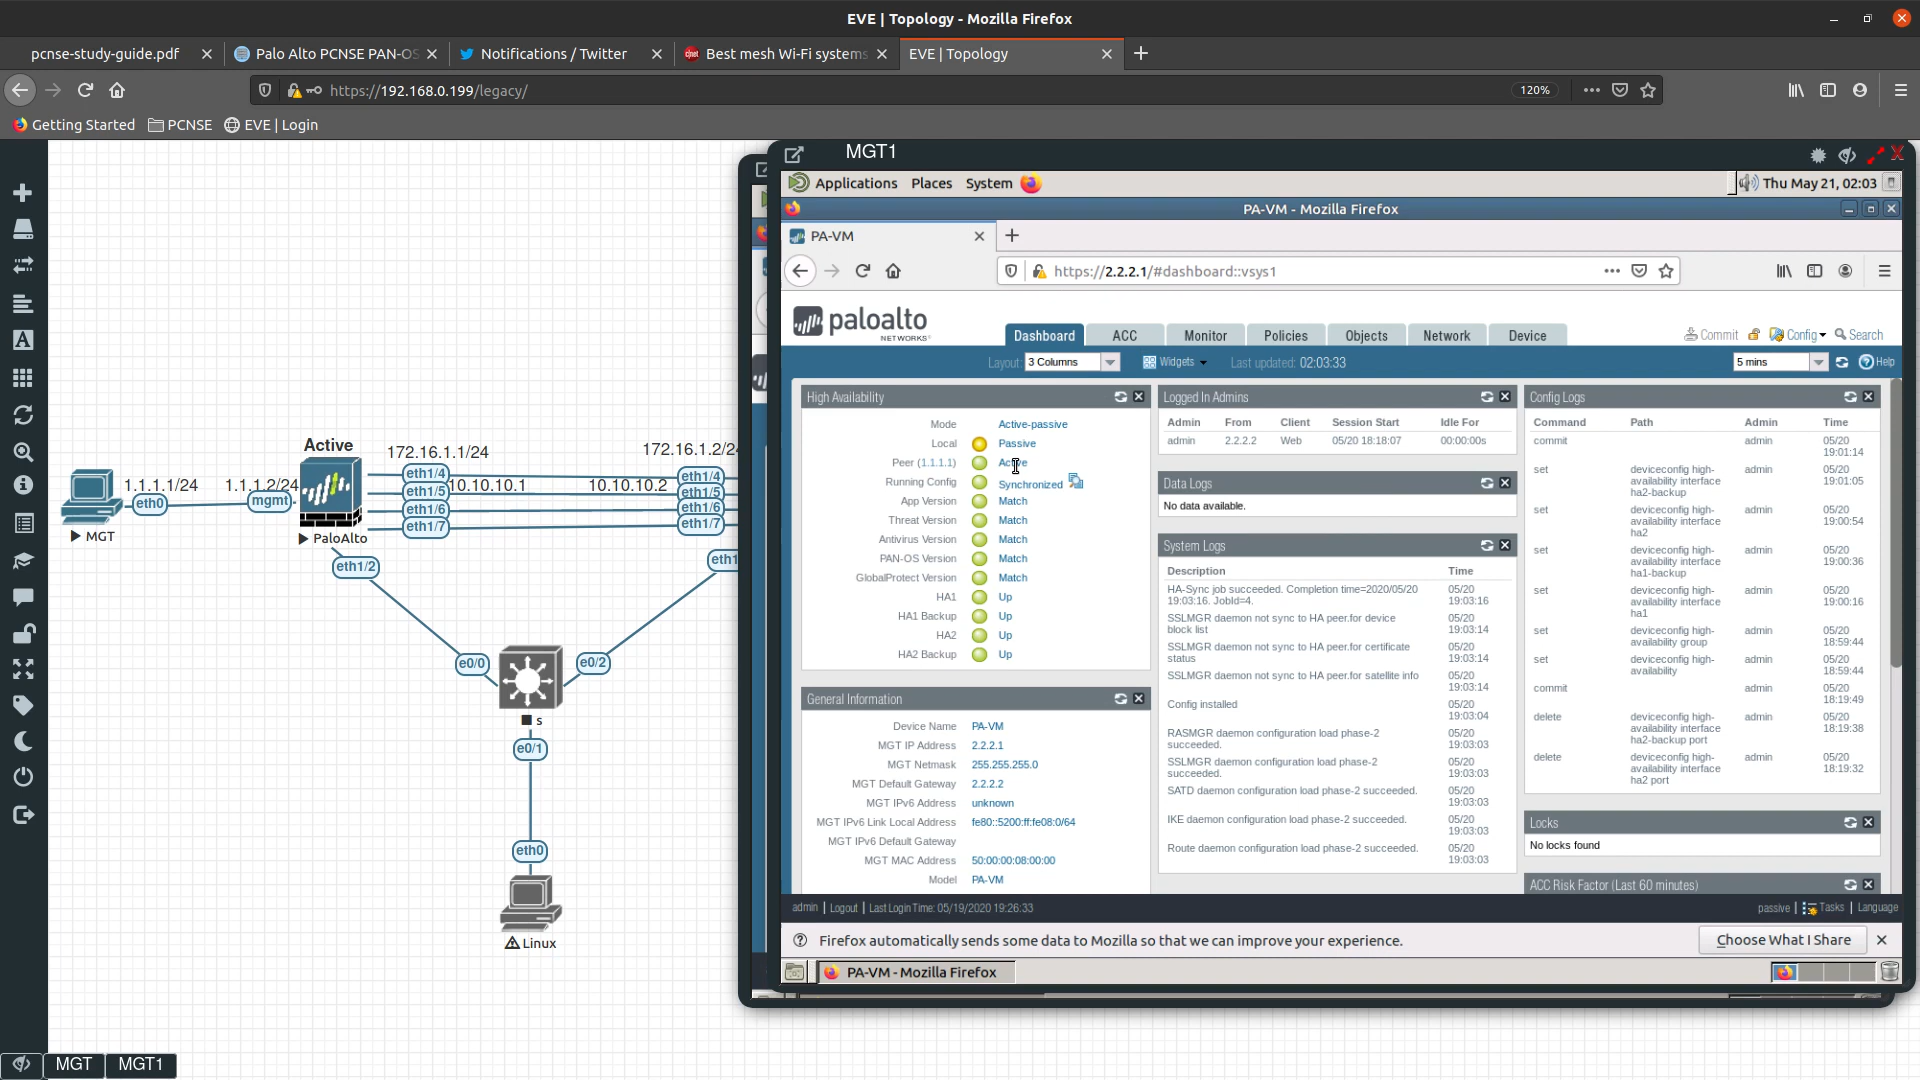 EVE | Topology - Mozilla Firefox
pcnse-study-guide.pdf
Palo Alto PCNSE PAN-OS
Notifications / Twitter
Best mesh Wi-Fi systems
EVE | Topology
https://192.168.0.199/legacy/
120%
Getting Started
PCNSE
EVE | Login
MGT1
Applications Places System
Thu May 21, 02:03
PA-VM - Mozilla Firefox
PA-VM
https://2.2.2.1/#dashboard::vsys1
paloalto
NETWORKS
Dashboard ACC Monitor Policies Objects Network Device
Commit Config Search
Layout: 3 Columns Widgets Last updated: 02:03:33
5 mins Help
High Availability
Mode Active-passive
Local Passive
Peer (1.1.1.1) Active
Running Config Synchronized
App Version Match
Threat Version Match
Antivirus Version Match
PAN-OS Version Match
GlobalProtect Version Match
HA1 Up
HA1 Backup Up
HA2 Up
HA2 Backup Up
General Information
Device Name PA-VM
MGT IP Address 2.2.2.1
MGT Netmask 255.255.255.0
MGT Default Gateway 2.2.2.2
MGT IPv6 Address unknown
MGT IPv6 Link Local Address fe80::5200:ff:fe08:0/64
MGT IPv6 Default Gateway
MGT MAC Address 50:00:00:08:00:00
Model PA-VM
Logged In Admins
Admin From Client Session Start Idle For
admin 2.2.2.2 Web 05/20 18:18:07 00:00:00s
Data Logs
No data available.
System Logs
Description Time
HA-Sync job succeeded. Completion time=2020/05/20 05/20
19:03:16. JobId=4. 19:03:16
SSLMGR daemon not sync to HA peer.for device 05/20
block list 19:03:14
SSLMGR daemon not sync to HA peer.for certificate 05/20
status 19:03:14
SSLMGR daemon not sync to HA peer.for satellite info 05/20
19:03:14
Config installed 05/20
19:03:04
RASMGR daemon configuration load phase-2 05/20
succeeded. 19:03:03
SSLMGR daemon configuration load phase-2 05/20
succeeded. 19:03:03
SATD daemon configuration load phase-2 succeeded. 05/20
19:03:03
IKE daemon configuration load phase-2 succeeded. 05/20
19:03:03
Route daemon configuration load phase-2 succeeded. 05/20
19:03:03
Config Logs
Command Path Admin Time
commit admin 05/20
19:01:14
set deviceconfig high- admin 05/20
availability interface 19:01:05
ha2-backup
set deviceconfig high- admin 05/20
availability interface 19:00:54
ha2
set deviceconfig high- admin 05/20
availability interface 19:00:36
ha1-backup
set deviceconfig high- admin 05/20
availability interface 19:00:16
ha1
set deviceconfig high- admin 05/20
availability group 18:59:44
set deviceconfig high- admin 05/20
availability 18:59:44
commit admin 05/20
18:19:49
delete deviceconfig high- admin 05/20
availability interface 18:19:38
ha2-backup port
delete deviceconfig high- admin 05/20
availability interface 18:19:32
ha2 port
Locks
No locks found
ACC Risk Factor (Last 60 minutes)
admin | Logout | Last Login Time: 05/19/2020 19:26:33
passive | Tasks | Language
Firefox automatically sends some data to Mozilla so that we can improve your experience.
Choose What I Share
PA-VM - Mozilla Firefox
Active
172.16.1.1/24
172.16.1.2/24
1.1.1.1/24
1.1.1.2/24
eth0
mgmt
eth1/4
eth1/5
eth1/6
eth1/7
10.10.10.1
10.10.10.2
eth1/4
eth1/5
eth1/6
eth1/7
MGT
PaloAlto
eth1/2
eth1
e0/0
e0/2
s
e0/1
eth0
Linux
MGT
MGT1